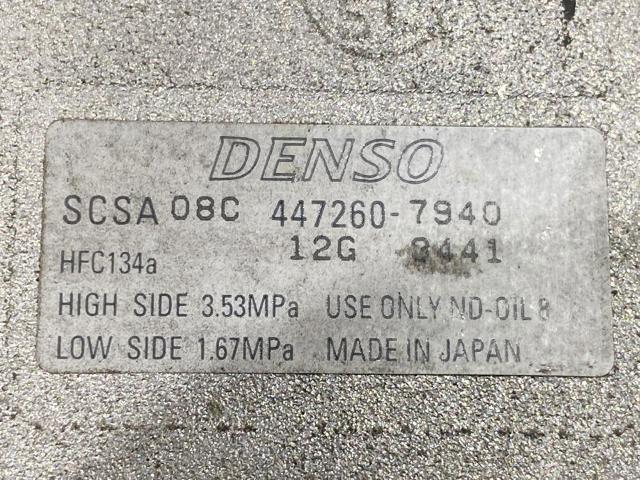 DENSO
SCSA 08C 447260-7940
12G
HFC134a
HIGH SIDE 3.53MPa USE ONLY ND-OIL 8
LOW SIDE 1.67MPa MADE IN JAPAN